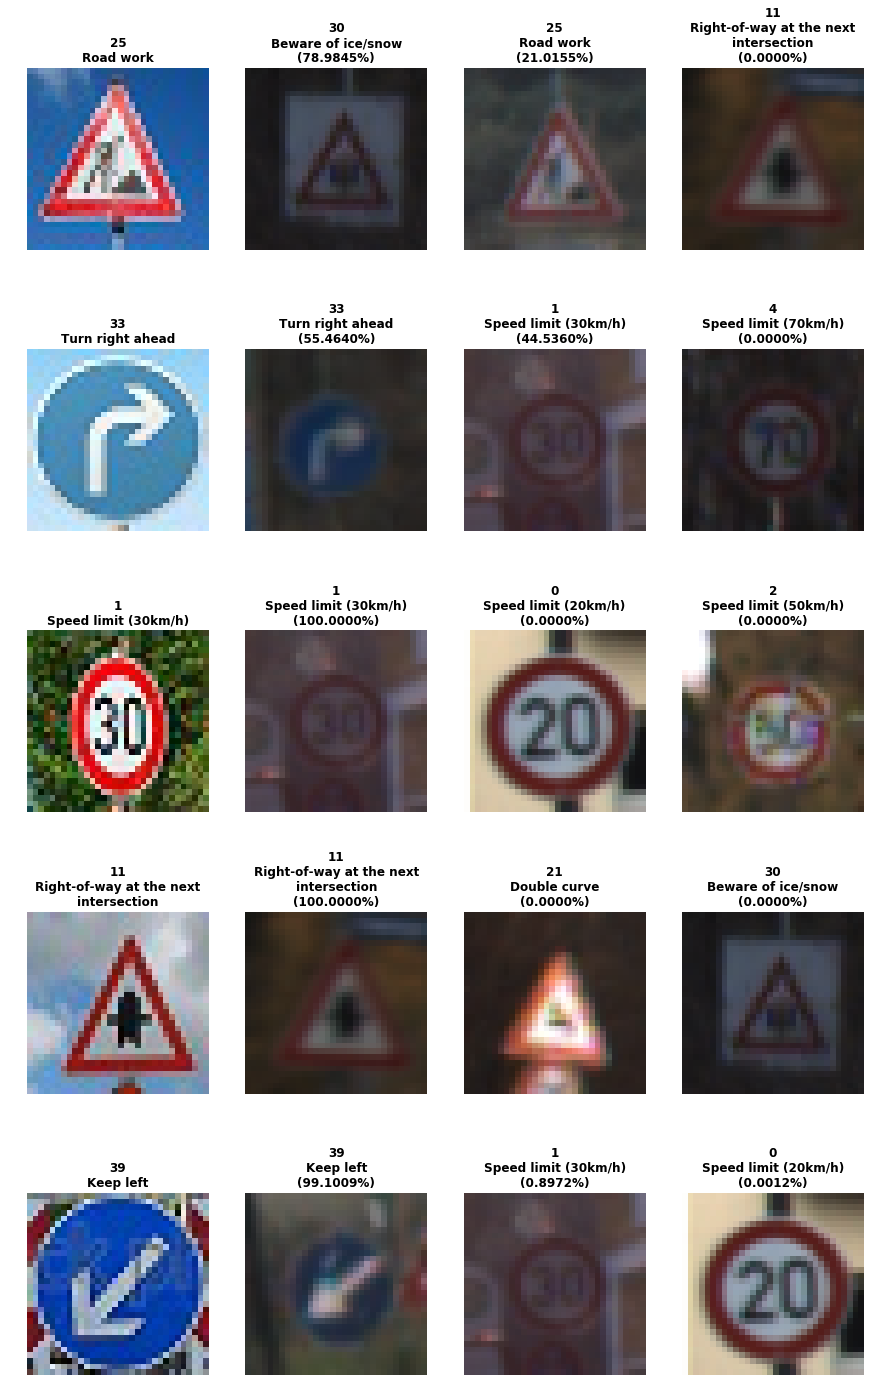 25
Road work
30
Beware of ice/snow
(78.9845%)
25
Road work
(21.0155%)
11
Right-of-way at the next
intersection
(0.0000%)
33
Turn right ahead
33
Turn right ahead
(55.4640%)
1
Speed limit (30km/h)
(44.5360%)
30
4
Speed limit (70km/h)
(0.0000%)
70
1
Speed limit (30km/h)
30
1
Speed limit (30km/h)
(100.0000%)
30
0
Speed limit (20km/h)
(0.0000%)
20
2
Speed limit (50km/h)
(0.0000%)
11
Right-of-way at the next
intersection
11
Right-of-way at the next
intersection
(100.0000%)
21
Double curve
(0.0000%)
30
Beware of ice/snow
(0.0000%)
39
Keep left
39
Keep left
(99.1009%)
1
Speed limit (30km/h)
(0.8972%)
30
0
Speed limit (20km/h)
(0.0012%)
20